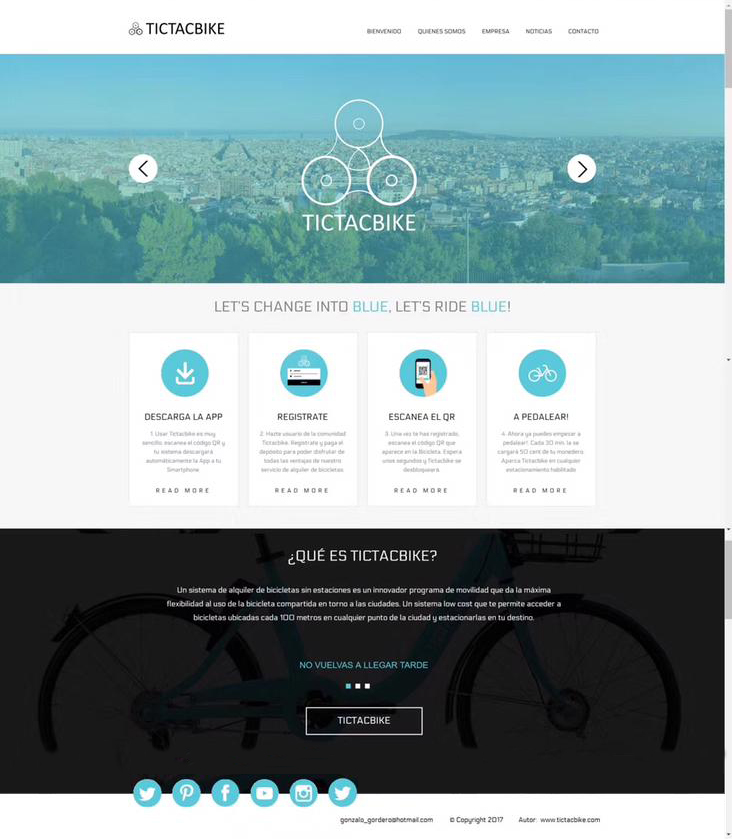 TICTACBIKE
BIENVENIDO QUIENES SOMOS EMPRESA NOTICIAS CONTACTO
TICTACBIKE
LET'S CHANGE INTO BLUE, LET'S RIDE BLUE!
DESCARGA LA APP
1. Usar Tictacbike es muy
sencillo, escanea el código QR y
tu sistema descargará
automáticamente la App a tu
Smartphone
READ MORE
REGISTRATE
2. Hazte usuario de la comunidad
Tictacbike. Registrate y paga el
depósito para poder disfrutar de
todas las ventajas de nuestro
servicio de alquiler de bicicletas.
READ MORE
ESCANEA EL QR
3. Una vez te has registrado,
escanea el código QR que
aparece en la Bicicleta. Espera
unos segundos y Tictacbike se
desbloqueara.
READ MORE
A PEDALEAR!
4. Ahora ya puedes empezar a
pedalear!. Cada 30 min. la se
cargará 50 cent de tu monedero.
Aparca Tictacbike en cualquier
estacionamiento habilitado
READ MORE
¿QUÉ ES TICTACBIKE?
Un sistema de alquiler de bicicletas sin estaciones es un innovador programa de movilidad que da la máxima
flexibilidad al uso de la bicicleta compartida en torno a las ciudades. Un sistema low cost que te permite acceder a
bicicletas ubicadas cada 100 metros en cualquier punto de la ciudad y estacionarlas en tu destino.
NO VUELVAS A LLEGAR TARDE
TICTACBIKE
gonzalo_gordero@hotmail.com © Copyright 2017 Autor: www.tictacbike.com